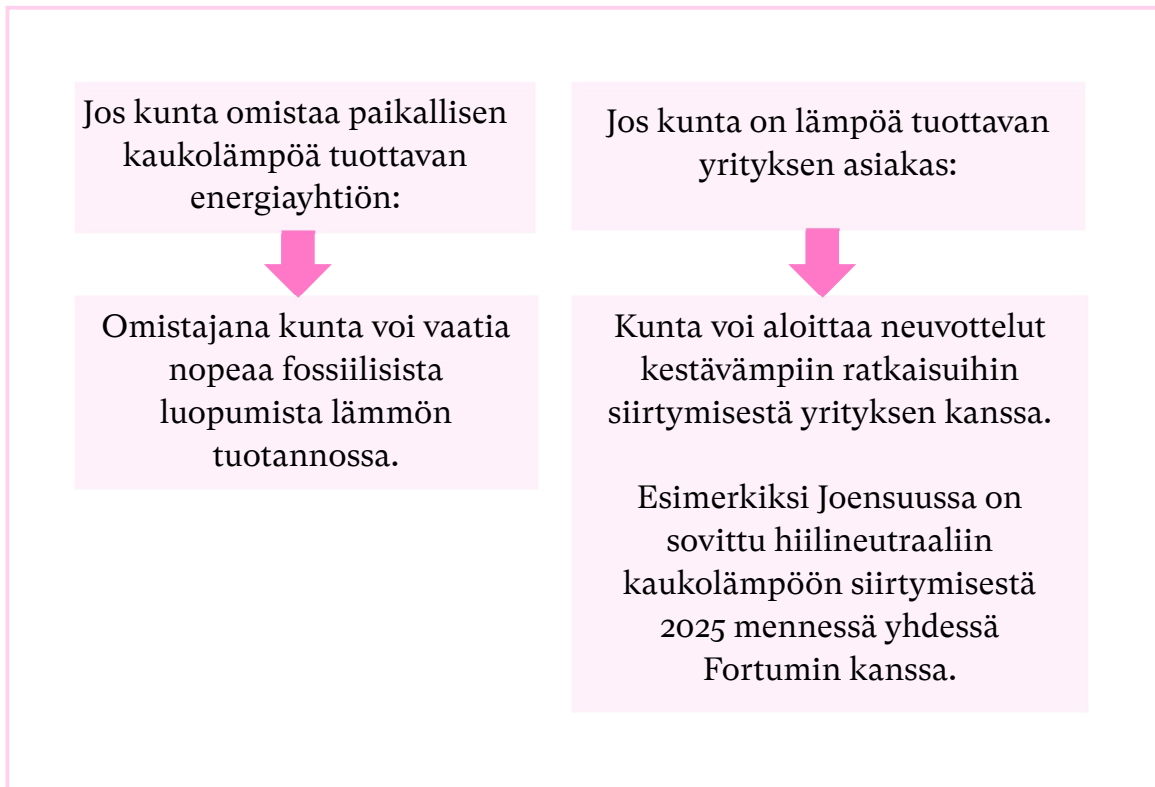 Jos kunta omistaa paikallisen
kaukolämpöä tuottavan
energiayhtiön:
Omistajana kunta voi vaatia
nopeaa fossiilisista
luopumista lämmön
tuotannossa.
Jos kunta on lämpöä tuottavan
yrityksen asiakas:
Kunta voi aloittaa neuvottelut
kestävämpiin ratkaisuihin
siirtymisestä yrityksen kanssa.
Esimerkiksi Joensuussa on
sovittu hiilineutraaliin
kaukolämpöön siirtymisestä
2025 mennessä yhdessä
Fortumin kanssa.